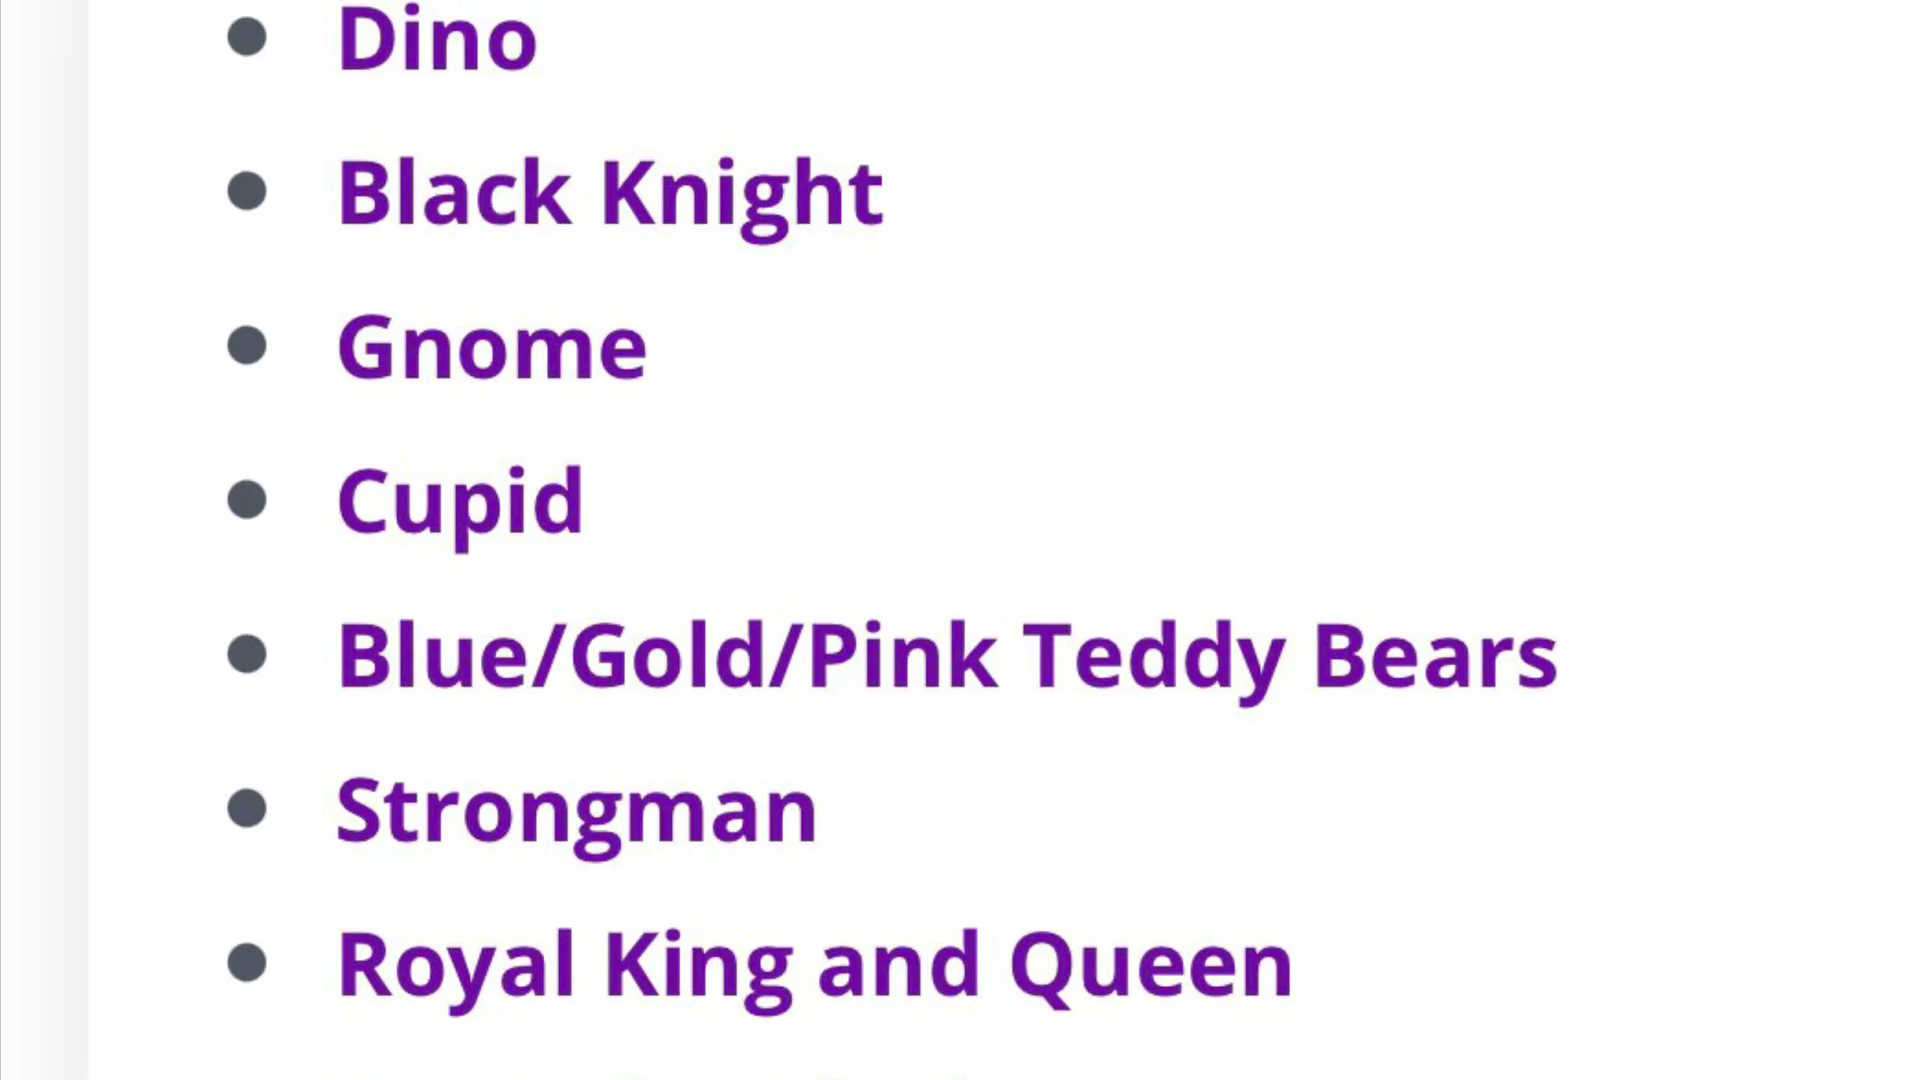 Dino
Black Knight
Gnome
Cupid
Blue/Gold/Pink Teddy Bears
Strongman
Royal King and Queen